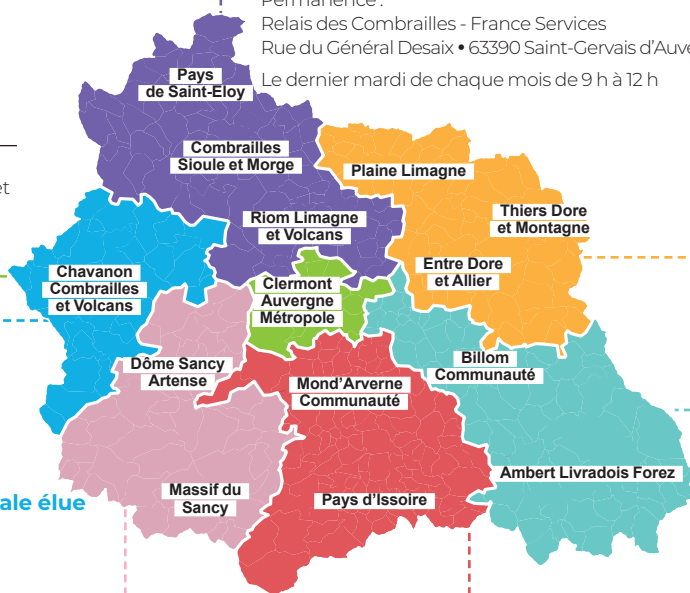 Permanence :
Relais des Combrailles - France Services
Rue du Général Desaix • 63390 Saint-Gervais d'Auve
Le dernier mardi de chaque mois de 9 h à 12 h
et
Pays
de Saint-Eloy
Combrailles
Sioule et Morge
Plaine Limagne
Thiers Dore
et Montagne
Riom Limagne
et Volcans
Entre Dore
et Allier
Chavanon
Combrailles
et Volcans
Clermont
Auvergne
Métropole
Dôme Sancy
Artense
Billom
Communauté
Mond'Arverne
Communauté
Ambert Livradois Forez
Massif du
Sancy
Pays d'Issoire
ale élue